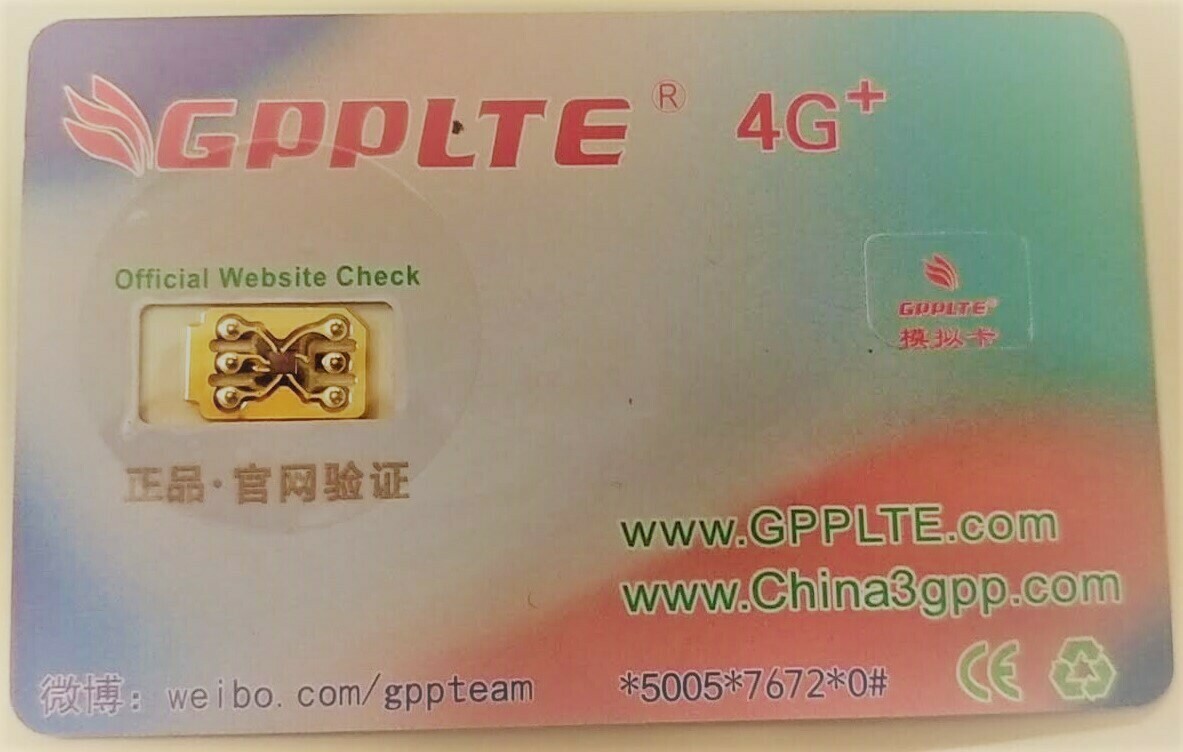 GPPLTE ® 4G+
Official Website Check
GPPLTE®
模拟卡
正品·官网验证
www.GPPLTE.com
www.China3gpp.com
微博：weibo.com/gppteam
*5005*7672*0#
CE